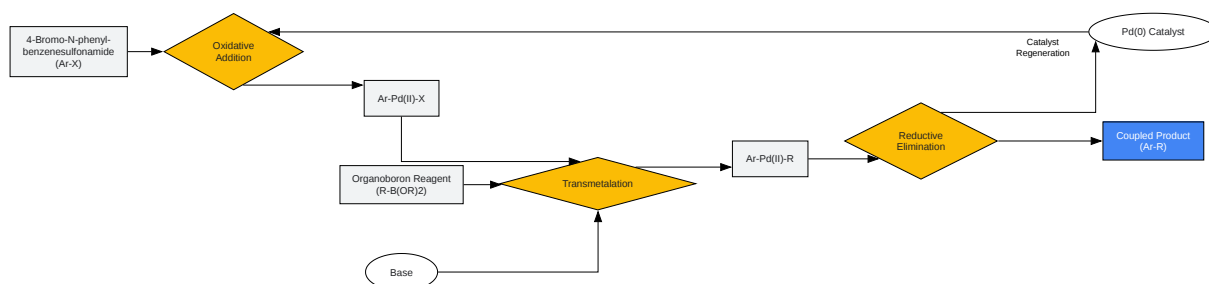 4-Bromo-N-phenyl-
benzenesulfonamide
(Ar-X)
Oxidative
Addition
Pd(0) Catalyst
Catalyst
Regeneration
Ar-Pd(II)-X
Organoboron Reagent
(R-B(OR)2)
Transmetalation
Ar-Pd(II)-R
Reductive
Elimination
Coupled Product
(Ar-R)
Base